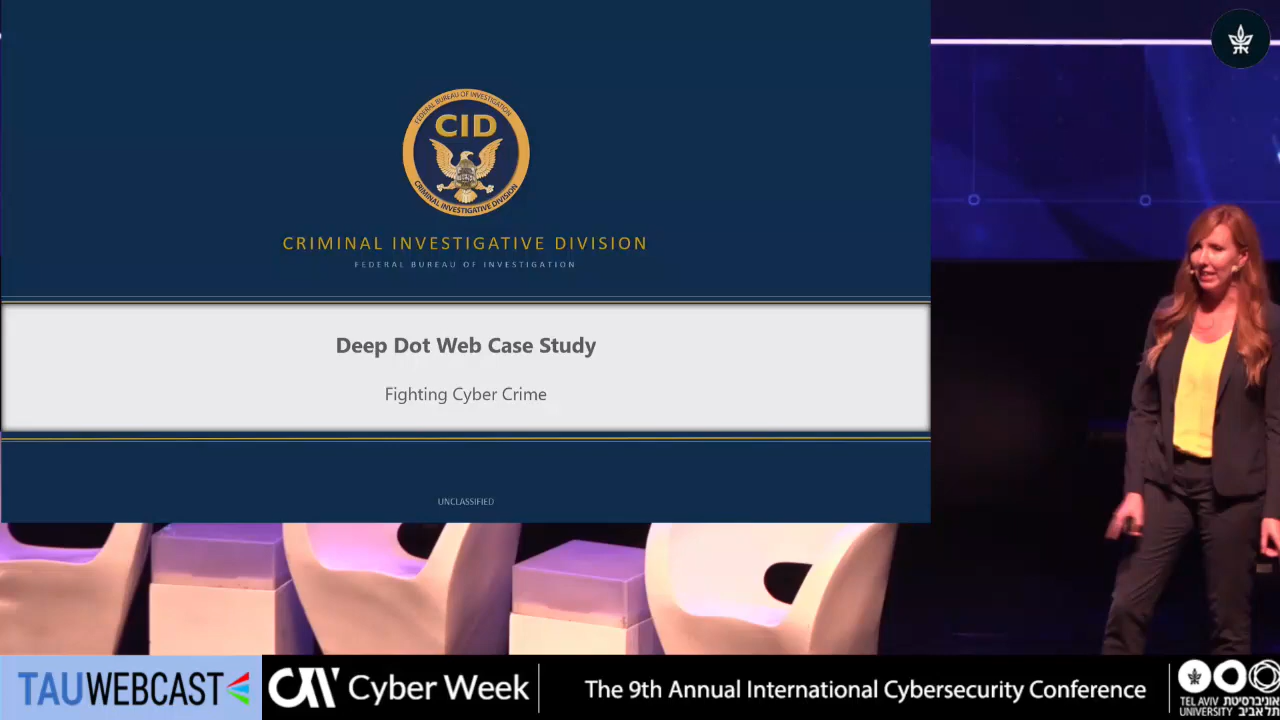 FEDERAL BUREAU OF INVESTIGATION
CID
CRIMINAL INVESTIGATIVE DIVISION
CRIMINAL INVESTIGATIVE DIVISION
FEDERAL BUREAU OF INVESTIGATION
Deep Dot Web Case Study
Fighting Cyber Crime
UNCLASSIFIED
TAUWEBCAST
Cyber Week
The 9th Annual International Cybersecurity Conference
TEL AVIV אוניברסיטת
UNIVERSITY תל אביב